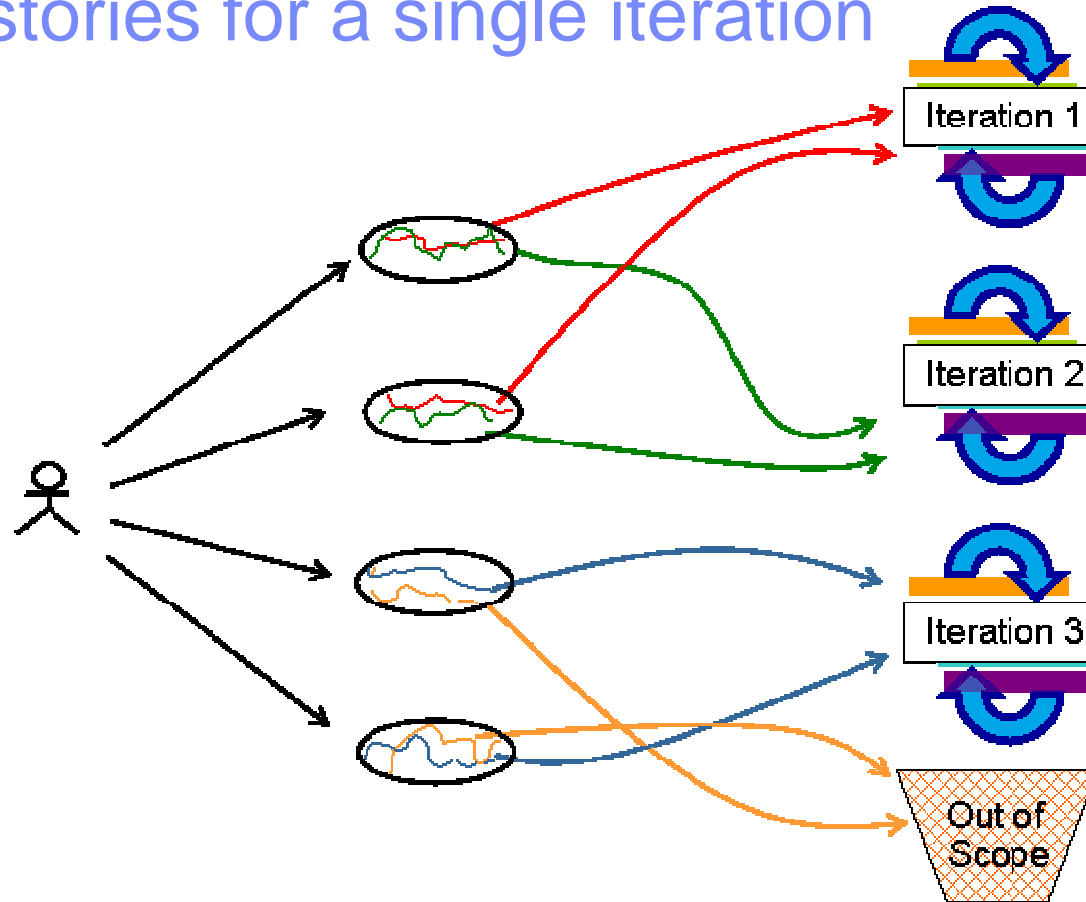 stories for a single iteration
Iteration 1
Iteration 2
Iteration 3
Out of
Scope